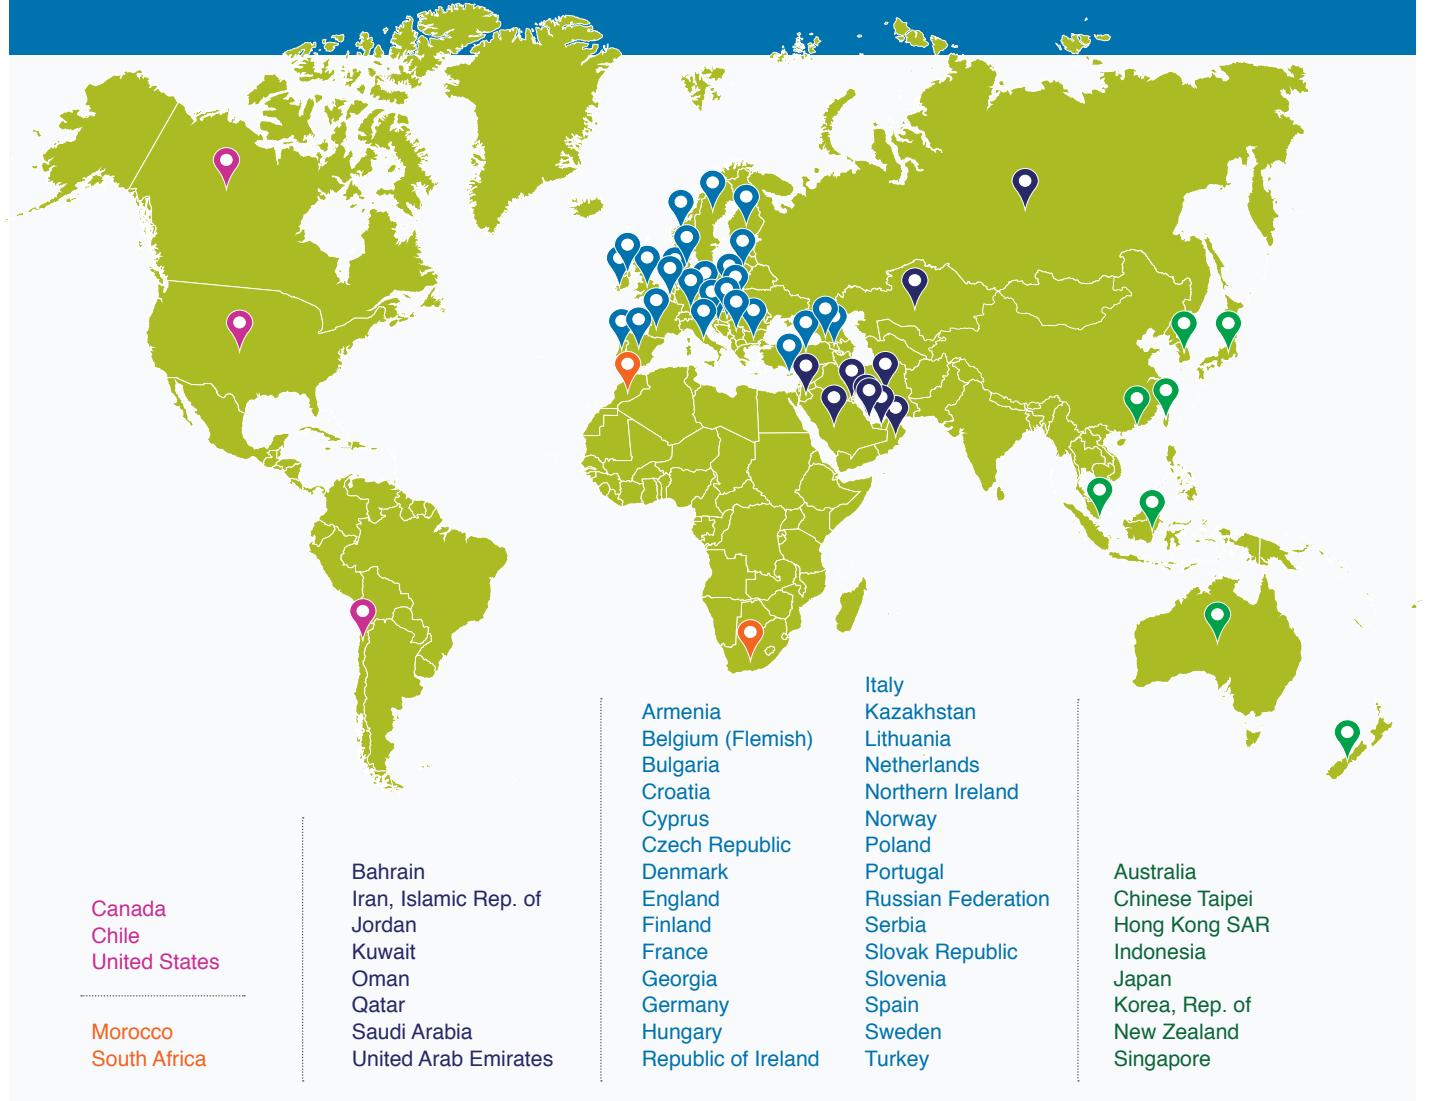 Canada
Chile
United States
Morocco
South Africa
Bahrain
Iran, Islamic Rep. of
Jordan
Kuwait
Oman
Qatar
Saudi Arabia
United Arab Emirates
Armenia
Belgium (Flemish)
Bulgaria
Croatia
Cyprus
Czech Republic
Denmark
England
Finland
France
Georgia
Germany
Hungary
Republic of Ireland
Italy
Kazakhstan
Lithuania
Netherlands
Northern Ireland
Norway
Poland
Portugal
Russian Federation
Serbia
Slovak Republic
Slovenia
Spain
Sweden
Turkey
Australia
Chinese Taipei
Hong Kong SAR
Indonesia
Japan
Korea, Rep. of
New Zealand
Singapore